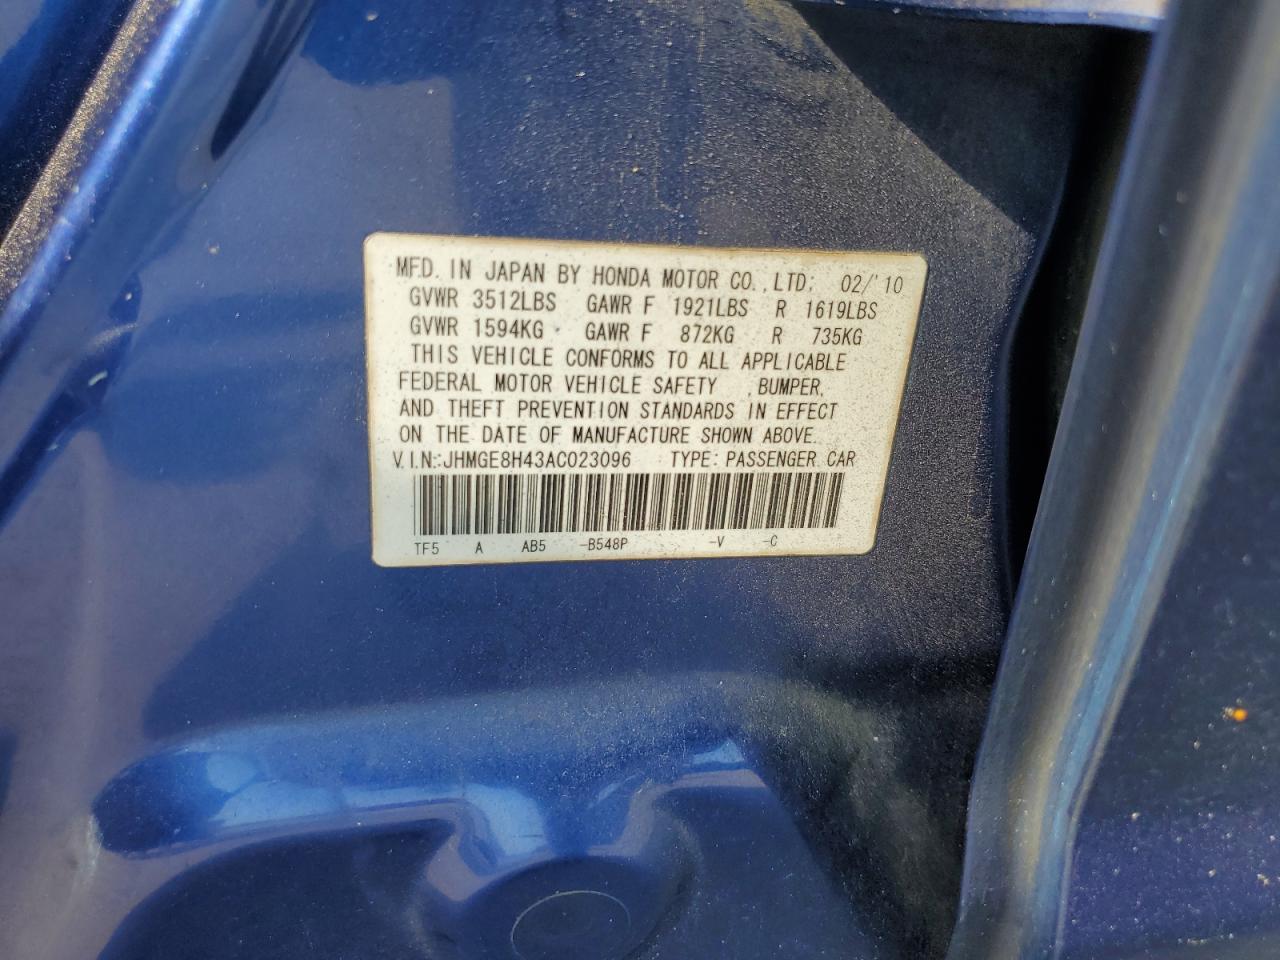 MFD. IN JAPAN BY HONDA MOTOR CO.,LTD; 02/'10
GVWR 3512LBS GAWR F 1921LBS R 1619LBS
GVWR 1594KG GAWR F 872KG R 735KG
THIS VEHICLE CONFORMS TO ALL APPLICABLE
FEDERAL MOTOR VEHICLE SAFETY ,BUMPER,
AND THEFT PREVENTION STANDARDS IN EFFECT
ON THE DATE OF MANUFACTURE SHOWN ABOVE.
V.I.N:JHMGE8H43AC023096 TYPE: PASSENGER CAR
TF5 A AB5 -B548P -V -C